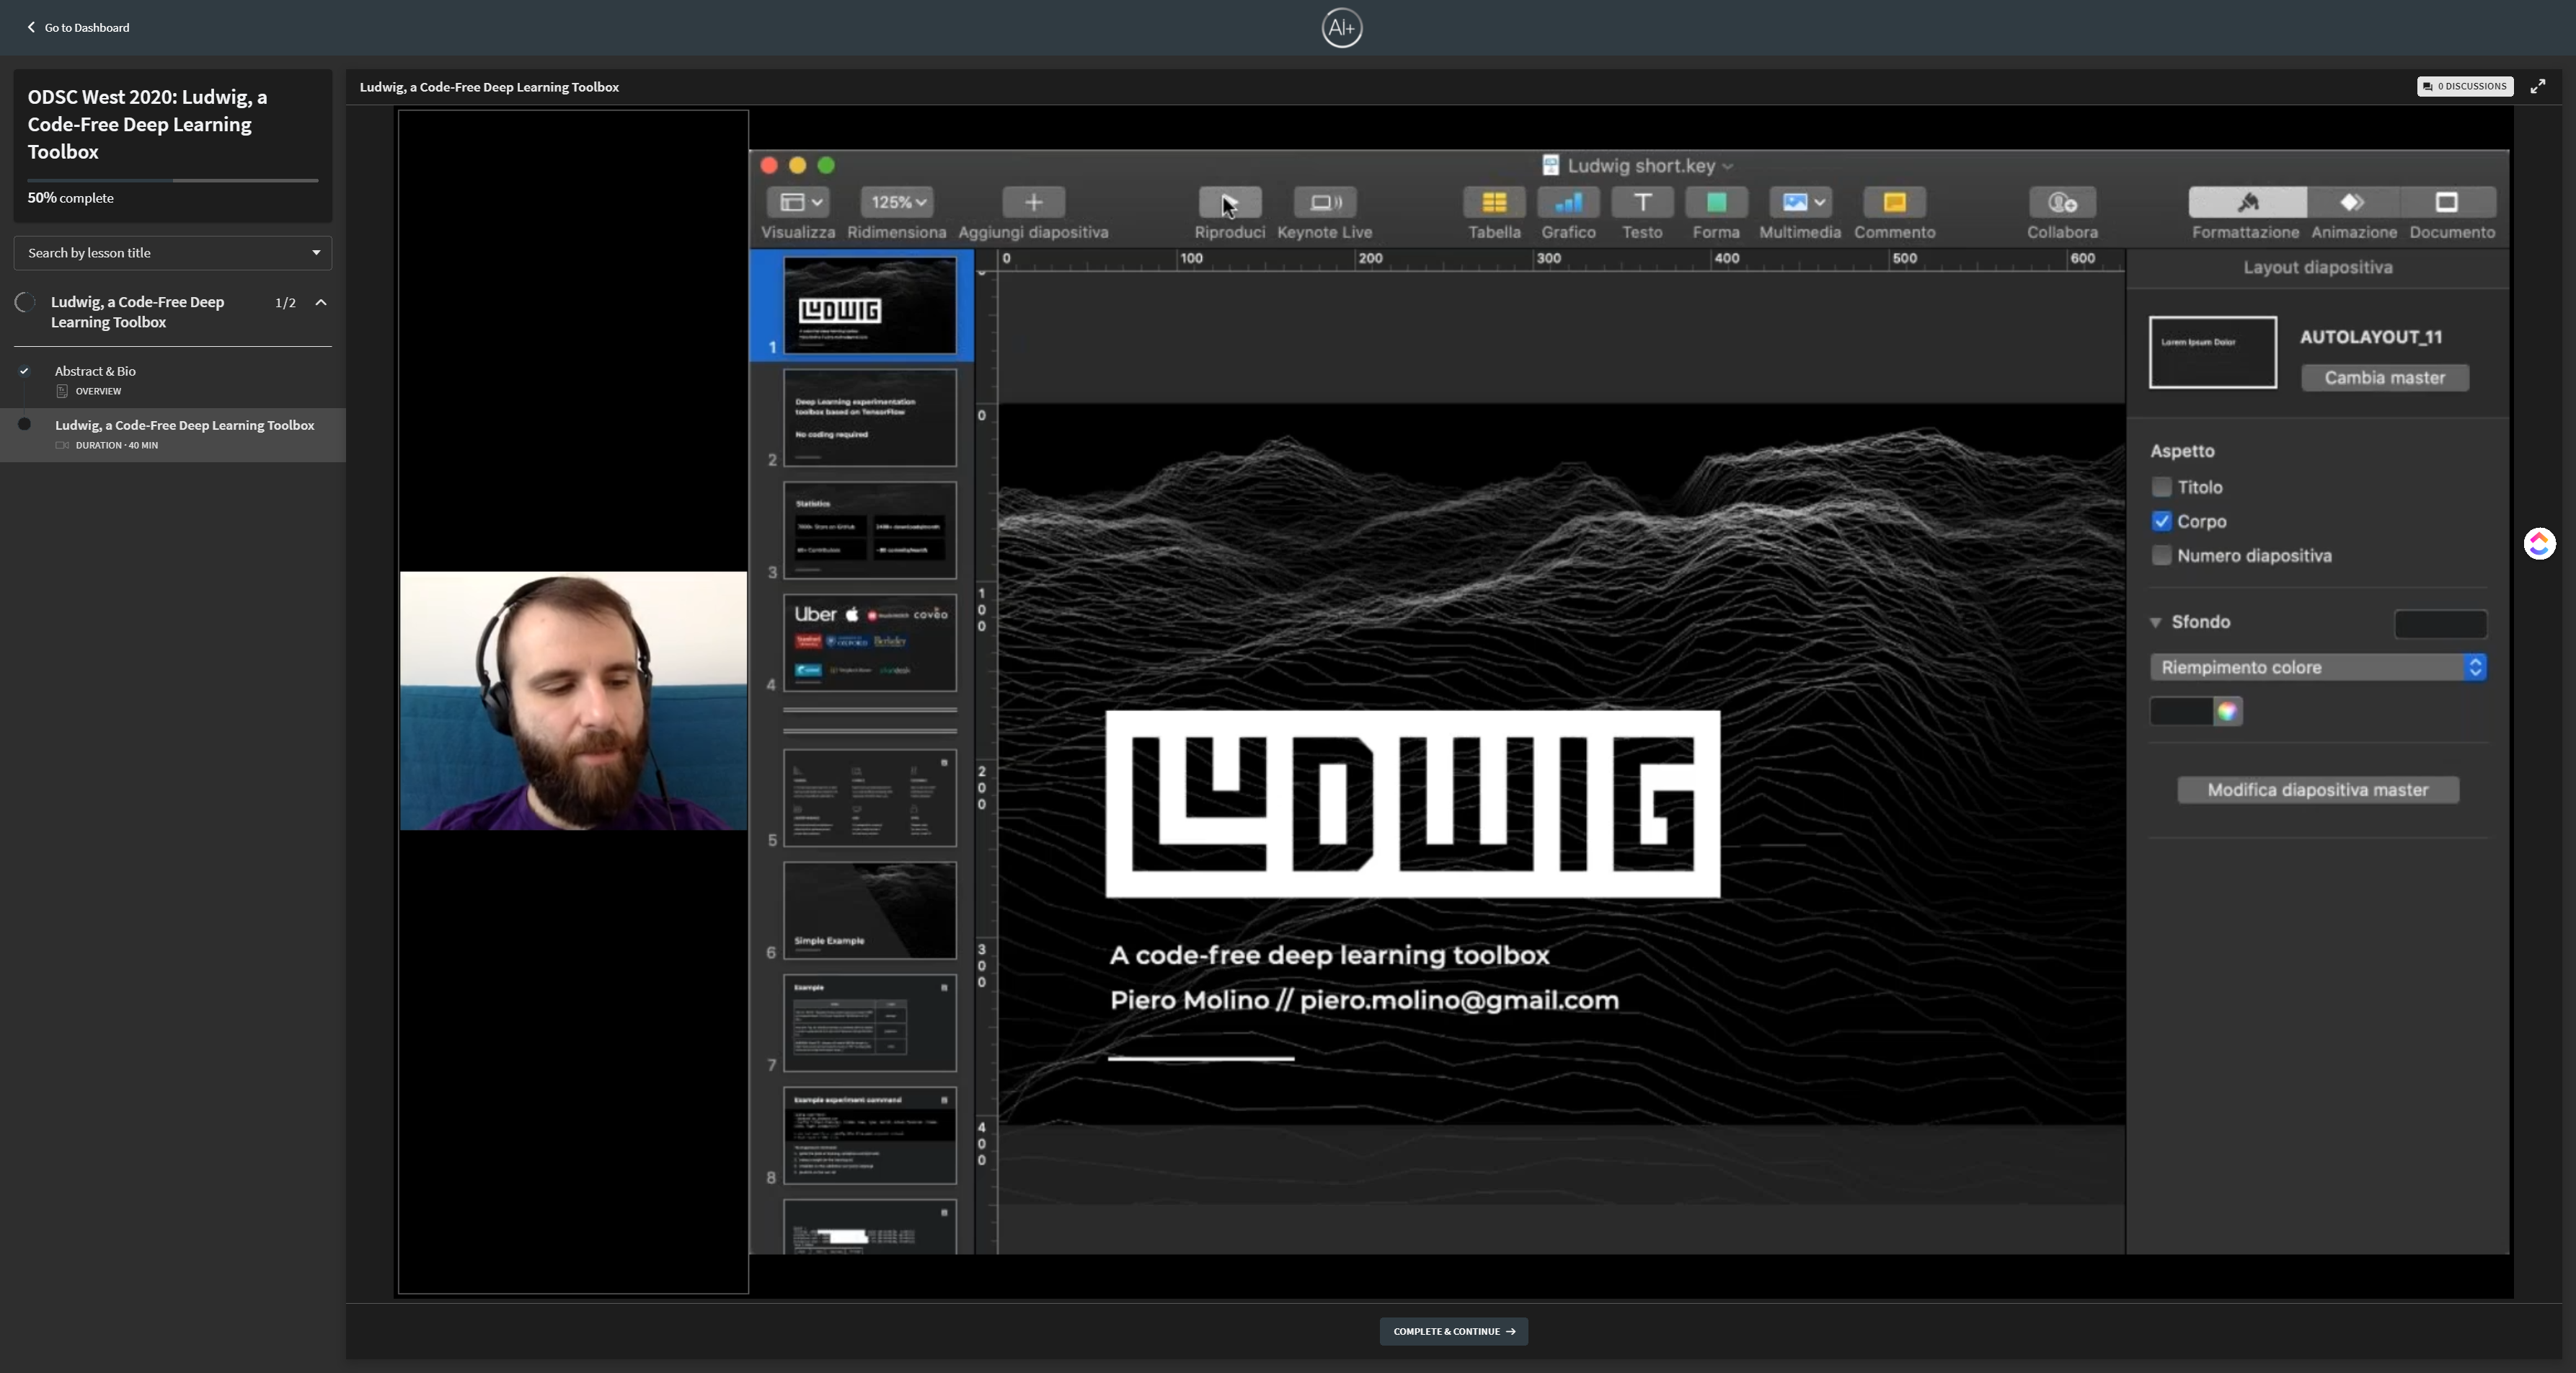 Go to Dashboard
AI+
ODSC West 2020: Ludwig, a
Code-Free Deep Learning
Toolbox
50% complete
Search by lesson title
Ludwig, a Code-Free Deep
Learning Toolbox
1/2
Abstract & Bio
OVERVIEW
Ludwig, a Code-Free Deep Learning Toolbox
DURATION · 40 MIN
Ludwig, a Code-Free Deep Learning Toolbox
0 DISCUSSIONS
Ludwig short.key
125%
Visualizza
Ridimensiona
Aggiungi diapositiva
Riproduci
Keynote Live
Tabella
Grafico
Testo
Forma
Multimedia
Commento
Collabora
Formattazione
Animazione
Documento
0 100 200 300 400 500 600
0
100
200
300
400
1
LUDWIG
2
Deep Learning experimentation
toolbox based on TensorFlow
No coding required
3
Statistics
4
Uber
coveo
Berkeley
5
6
Simple Example
7
Example
8
Example experiment command
LUDWIG
A code-free deep learning toolbox
Piero Molino // piero.molino@gmail.com
Layout diapositiva
Lorem Ipsum Dolor
AUTOLAYOUT_11
Cambia master
Aspetto
Titolo
Corpo
Numero diapositiva
Sfondo
Riempimento colore
Modifica diapositiva master
COMPLETE & CONTINUE